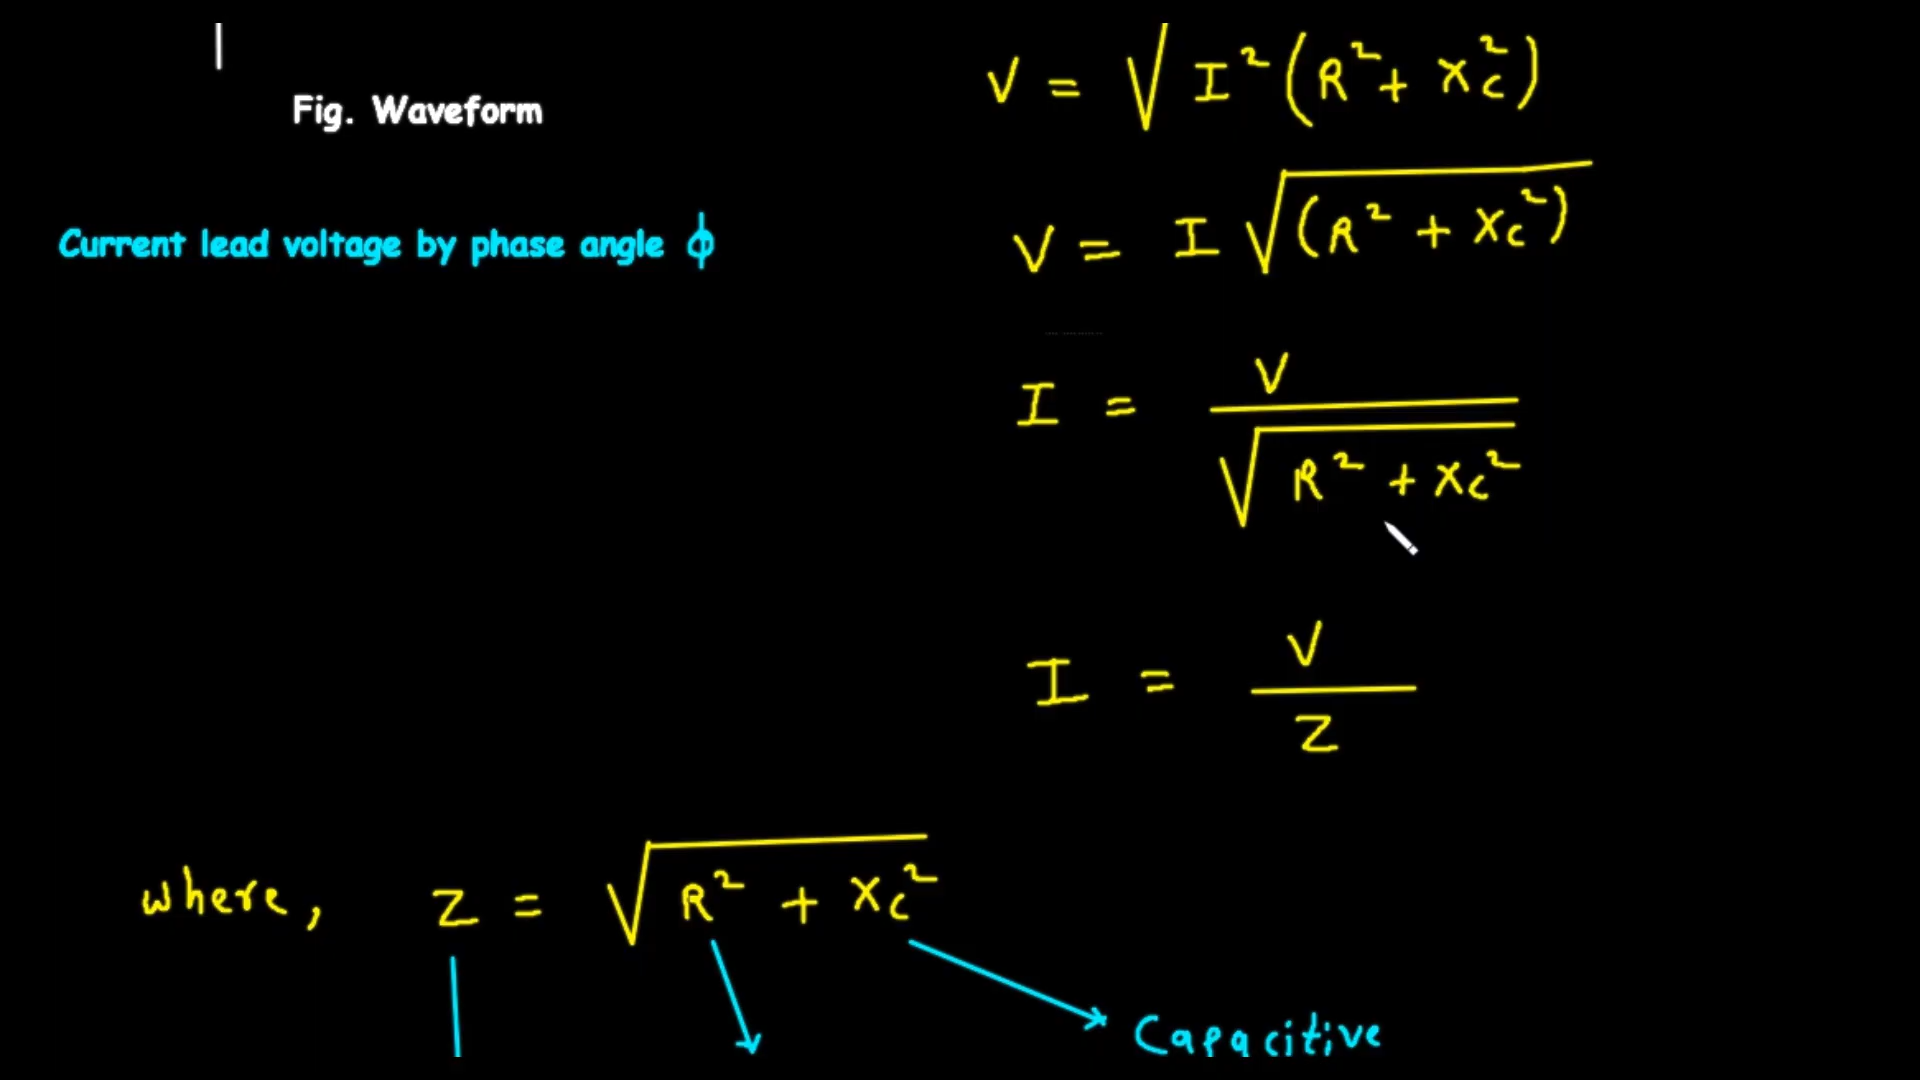 Fig. Waveform
Current lead voltage by phase angle ϕ
V = √I²(R² + Xc²)
V = I √(R² + Xc²)
I = V / √R² + Xc²
I = V / Z
where, Z = √R² + Xc²
Capacitive